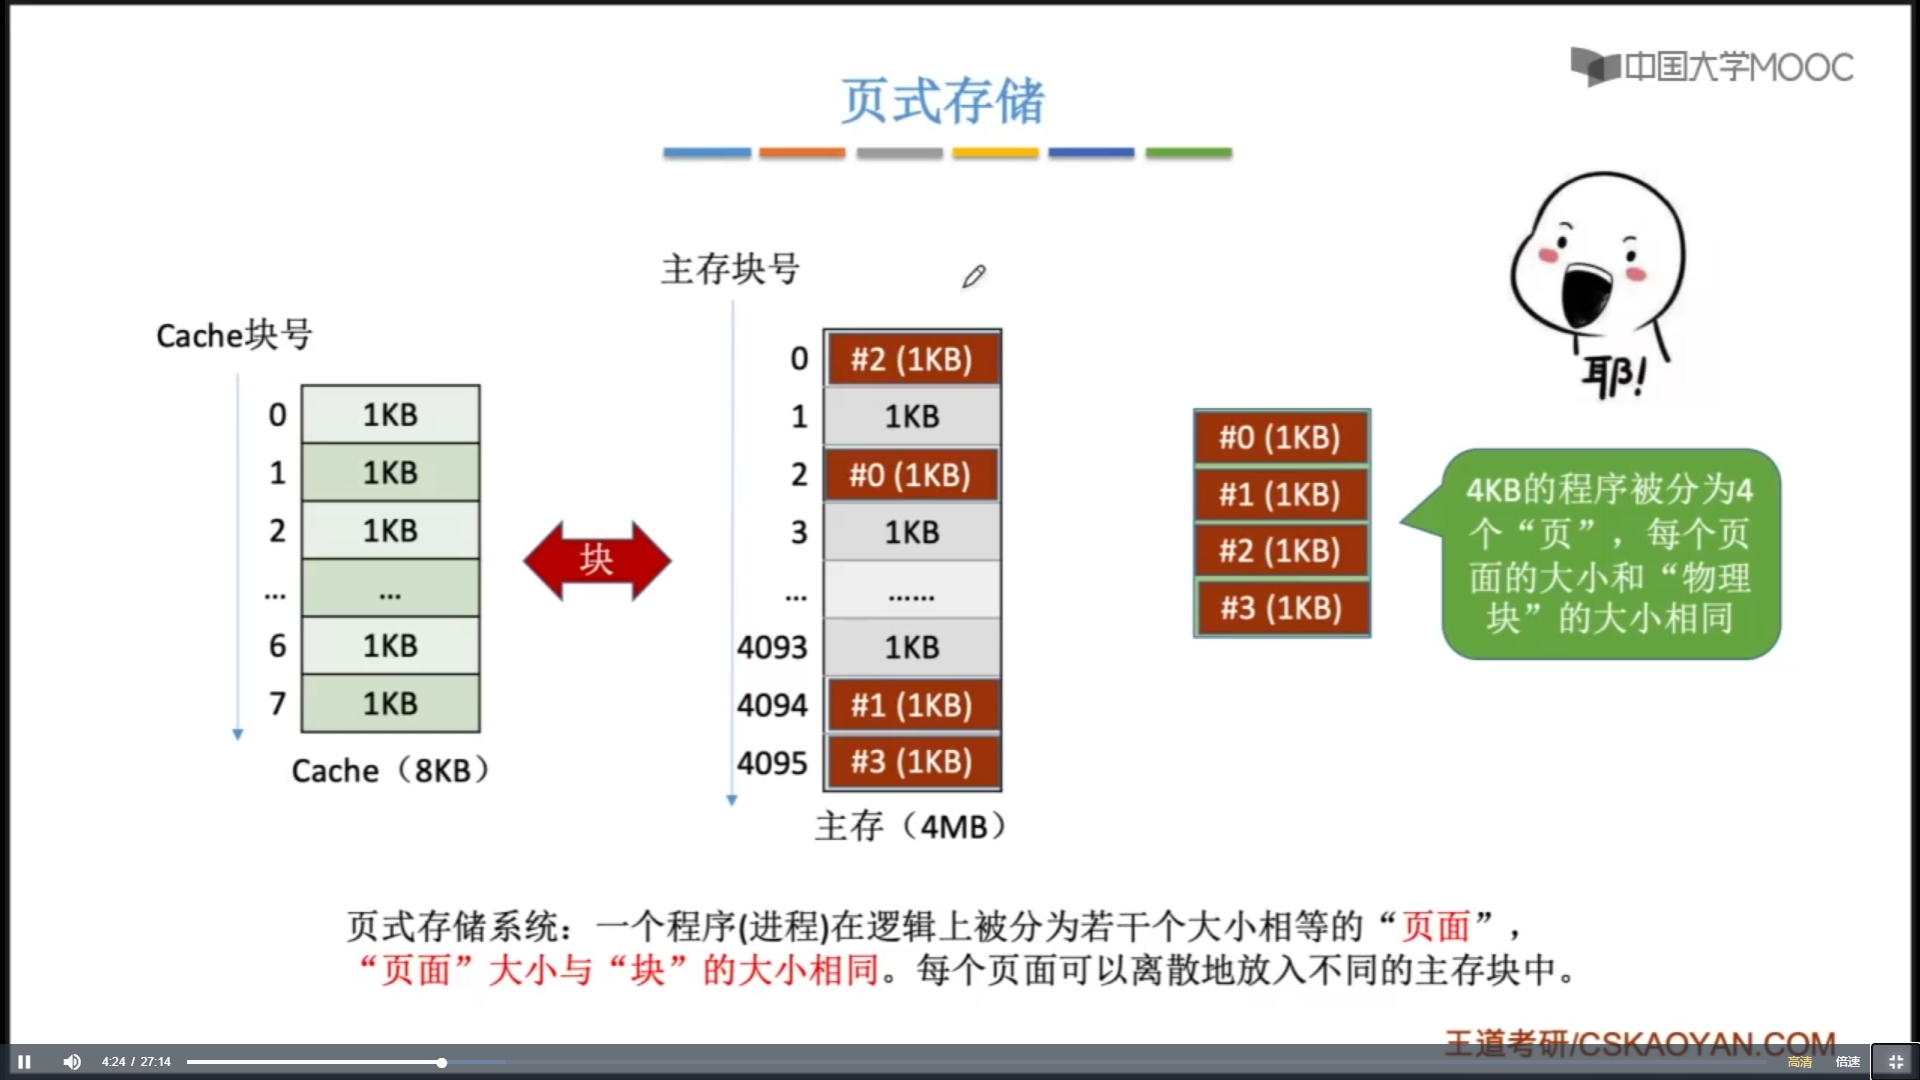 中国大学MOOC
页式存储
主存块号
Cache块号
0 1KB
1 1KB
2 1KB
... ...
6 1KB
7 1KB
Cache（8KB）
块
0 #2 (1KB)
1 1KB
2 #0 (1KB)
3 1KB
... ......
4093 1KB
4094 #1 (1KB)
4095 #3 (1KB)
主存（4MB）
耶!
#0 (1KB)
#1 (1KB)
#2 (1KB)
#3 (1KB)
4KB的程序被分为4
个“页”，每个页
面的大小和“物理
块”的大小相同
页式存储系统：一个程序(进程)在逻辑上被分为若干个大小相等的“页面”，
“页面”大小与“块”的大小相同。每个页面可以离散地放入不同的主存块中。
王道考研/CSKAOYAN.COM
4:24 / 27:14
高清 倍速